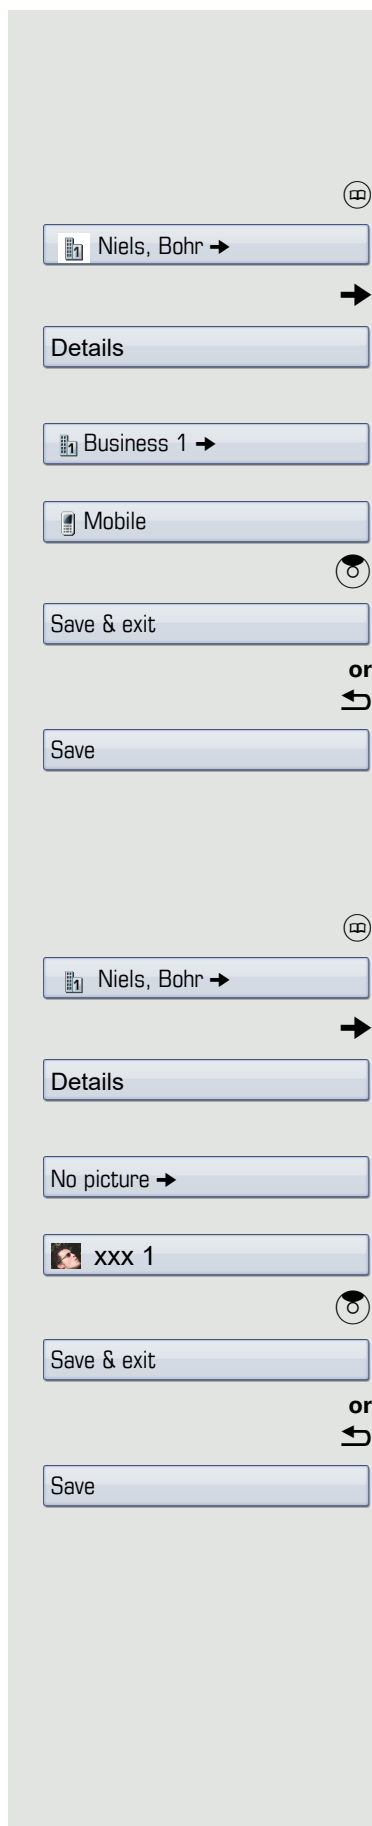 Niels, Bohr
Details
Business 1
Mobile
Save & exit
or
Save
Niels, Bohr
Details
No picture
xxx 1
Save & exit
or
Save